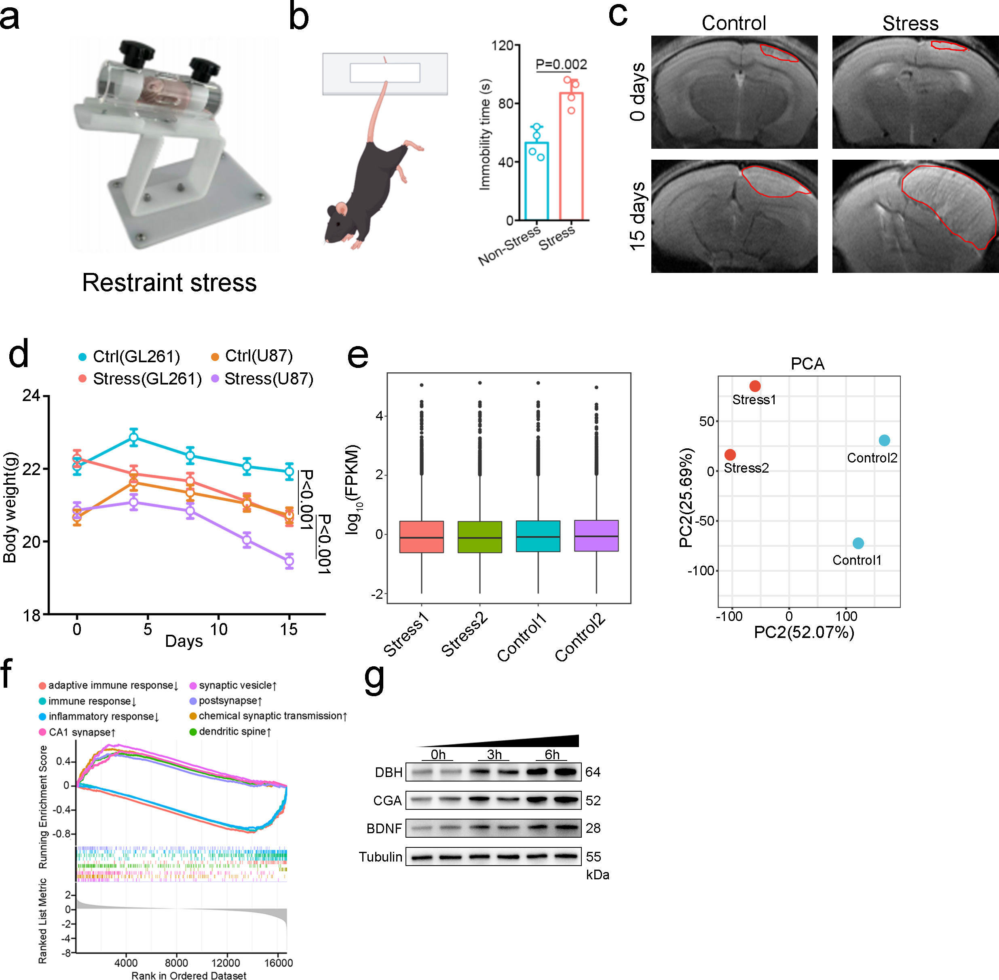 a
Restraint stress
b
120
80
40
0
Immobility time (s)
P=0.002
Non-Stress
Stress
c
Control
Stress
0 days
15 days
d
Ctrl(GL261)
Ctrl(U87)
Stress(GL261)
Stress(U87)
24
22
20
18
Body weight(g)
0
5
10
15
Days
P<0.001
P<0.001
e
4
2
0
-2
log10(FPKM)
Stress1
Stress2
Control1
Control2
PCA
Stress1
Stress2
Control2
Control1
50
0
-50
-100
PC2(25.69%)
-100
0
100
PC2(52.07%)
f
adaptive immune response↓
synaptic vesicle↑
immune response↓
postsynapse↑
inflammatory response↓
chemical synaptic transmission↑
CA1 synapse↑
dendritic spine↑
0.4
0
-0.4
-0.8
Running Enrichment Score
2
0
-2
-4
-8
Ranked List Metric
4000
8000
12000
16000
Rank in Ordered Dataset
g
0h
3h
6h
DBH
64
CGA
52
BDNF
28
Tubulin
55
kDa